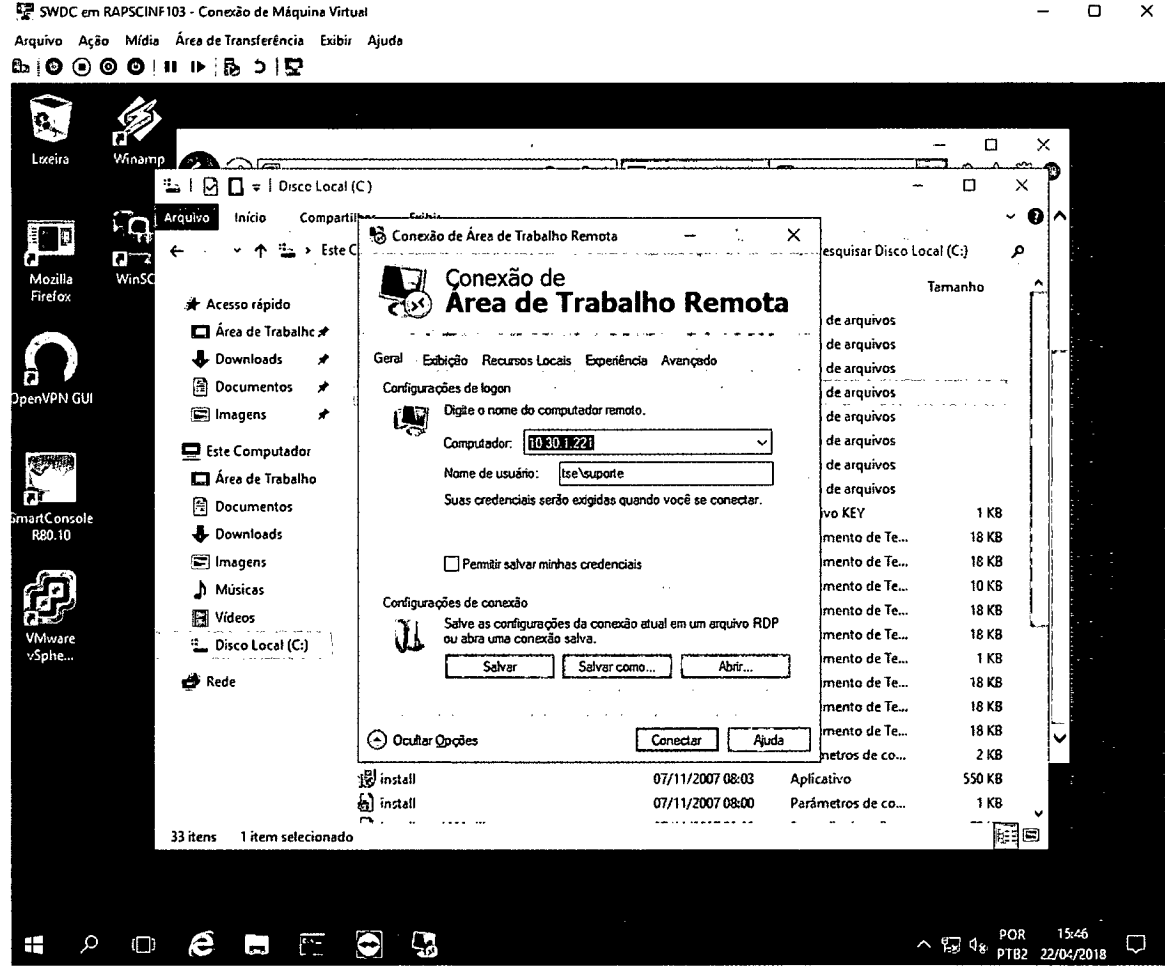 SWDC em RAPSCINF103 - Conexão de Máquina Virtual
Arquivo Ação Mídia Área de Transferência Exibir Ajuda
Lixeira
Winamp
Disco Local (C:)
Arquivo Início Compartilhar Exibir
Este C
esquisar Disco Local (C:)
Mozilla
Firefox
WinSC
OpenVPN GUI
SmartConsole
R80.10
VMware
vSphe...
Acesso rápido
Área de Trabalhc
Downloads
Documentos
Imagens
Este Computador
Área de Trabalho
Documentos
Downloads
Imagens
Músicas
Vídeos
Disco Local (C:)
Rede
Conexão de Área de Trabalho Remota
Conexão de
Área de Trabalho Remota
Geral Exibição Recursos Locais Experiência Avançado
Configurações de logon
Digite o nome do computador remoto.
Computador: 10.30.1.221
Nome de usuário: tse\suporte
Suas credenciais serão exigidas quando você se conectar.
Permitir salvar minhas credenciais
Configurações de conexão
Salve as configurações da conexão atual em um arquivo RDP
ou abra uma conexão salva.
Salvar Salvar como... Abrir...
Ocultar Opções Conectar Ajuda
Tamanho
de arquivos
de arquivos
de arquivos
de arquivos
de arquivos
de arquivos
de arquivos
de arquivos
ivo KEY 1 KB
mento de Te... 18 KB
mento de Te... 18 KB
mento de Te... 10 KB
mento de Te... 18 KB
mento de Te... 18 KB
mento de Te... 1 KB
mento de Te... 18 KB
mento de Te... 18 KB
mento de Te... 18 KB
netros de co... 2 KB
install 07/11/2007 08:03 Aplicativo 550 KB
install 07/11/2007 08:00 Parâmetros de co... 1 KB
33 itens 1 item selecionado
POR 15:46
PTB2 22/04/2018